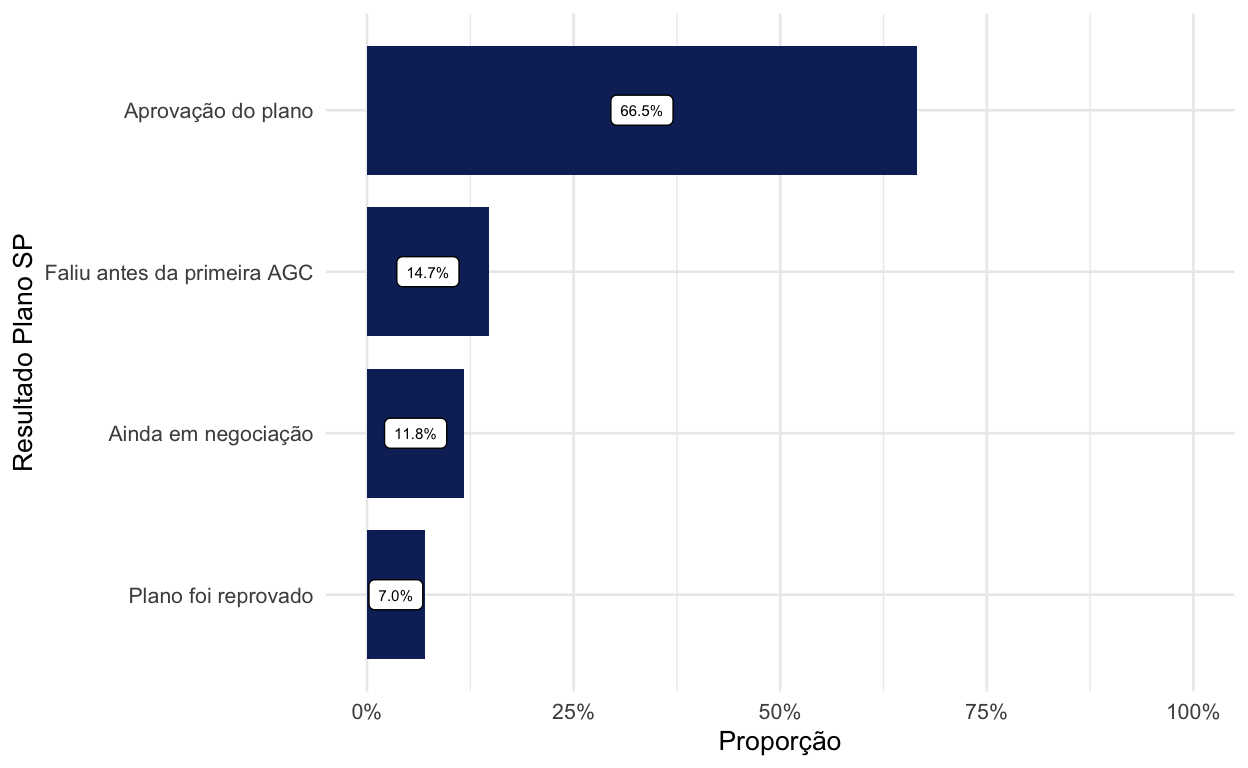 Resultado Plano SP
Aprovação do plano
66.5%
Faliu antes da primeira AGC
14.7%
Ainda em negociação
11.8%
Plano foi reprovado
7.0%
0% 25% 50% 75% 100%
Proporção